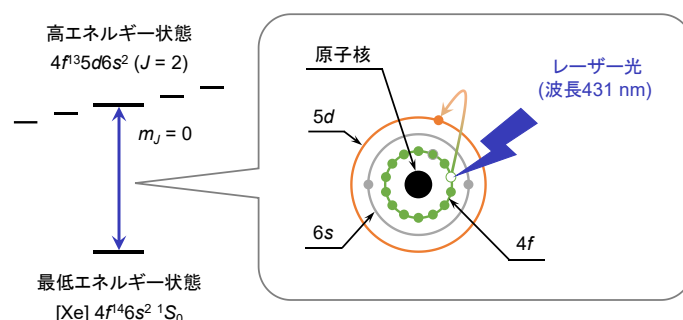 高エネルギー状態
4f¹³5d6s² (J = 2)
m_J = 0
最低エネルギー状態
[Xe] 4f¹⁴6s² ¹S₀
原子核
レーザー光
(波長431 nm)
5d
6s
4f